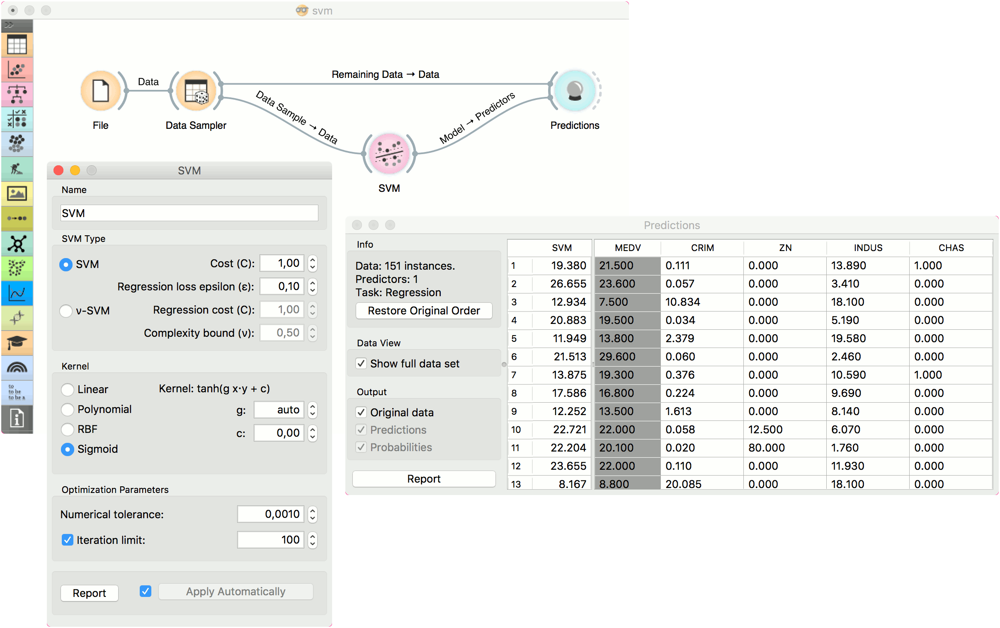 svm
Data
Remaining Data → Data
Data Sample → Data
Model → Predictors
File
Data Sampler
Predictions
SVM
SVM
Name
SVM
SVM Type
SVM
Cost (C):
1,00
Regression loss epsilon (ε):
0,10
ν-SVM
Regression cost (C):
1,00
Complexity bound (ν):
0,50
Kernel
Linear
Kernel: tanh(g x·y + c)
Polynomial
g:
auto
RBF
c:
0,00
Sigmoid
Optimization Parameters
Numerical tolerance:
0,0010
Iteration limit:
100
Report
Apply Automatically
Predictions
Info
Data: 151 instances.
Predictors: 1
Task: Regression
Restore Original Order
Data View
Show full data set
Output
Original data
Predictions
Probabilities
Report
SVM MEDV CRIM ZN INDUS CHAS
1 19.380 21.500 0.111 0.000 13.890 1.000
2 26.655 23.600 0.057 0.000 3.410 0.000
3 12.934 7.500 10.834 0.000 18.100 0.000
4 20.883 19.500 0.034 0.000 5.190 0.000
5 11.949 13.800 2.379 0.000 19.580 0.000
6 21.513 29.600 0.060 0.000 2.460 0.000
7 13.875 19.300 0.376 0.000 10.590 1.000
8 17.586 16.800 0.224 0.000 9.690 0.000
9 12.252 13.500 1.613 0.000 8.140 0.000
10 22.721 22.000 0.058 12.500 6.070 0.000
11 22.204 20.100 0.020 80.000 1.760 0.000
12 23.655 22.000 0.110 0.000 11.930 0.000
13 8.167 8.800 20.085 0.000 18.100 0.000
to
to be
to be a